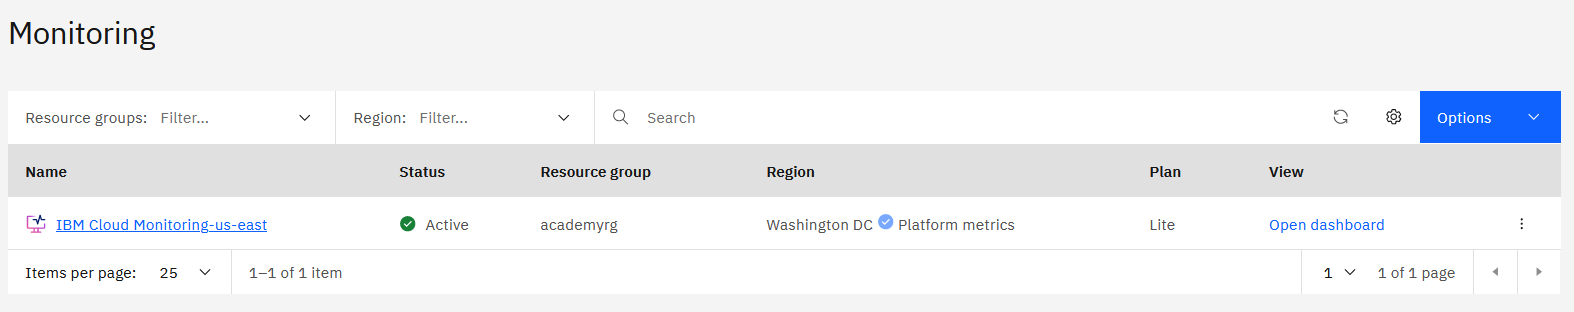 Monitoring
Resource groups: Filter... Region: Filter... Search Options
Name Status Resource group Region Plan View
IBM Cloud Monitoring-us-east Active academyrg Washington DC Platform metrics Lite Open dashboard
Items per page: 25 1–1 of 1 item 1 1 of 1 page